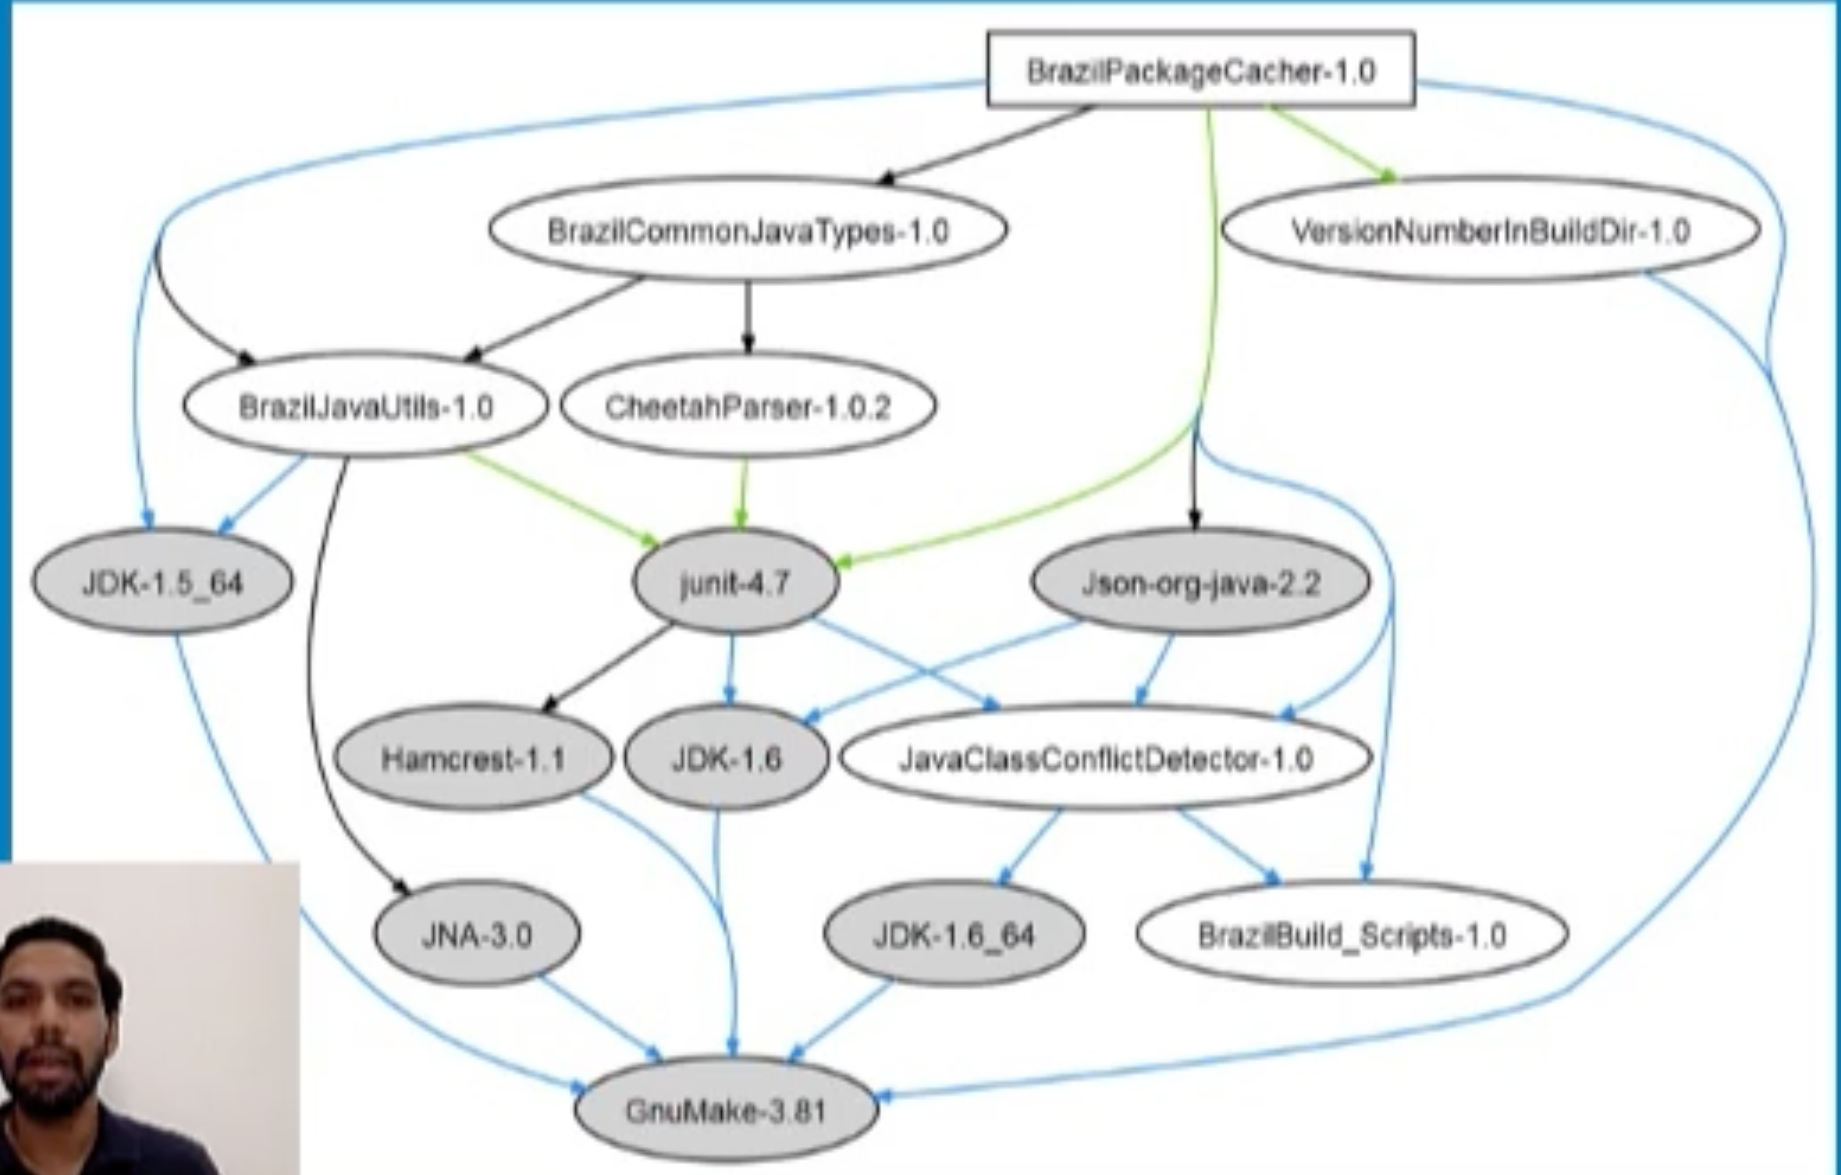 BrazilPackageCacher-1.0
BrazilCommonJavaTypes-1.0
VersionNumberInBuildDir-1.0
BrazilJavaUtils-1.0
CheetahParser-1.0.2
JDK-1.5_64
junit-4.7
Json-org-java-2.2
Hamcrest-1.1
JDK-1.6
JavaClassConflictDetector-1.0
JNA-3.0
JDK-1.6_64
BrazilBuild_Scripts-1.0
GnuMake-3.81